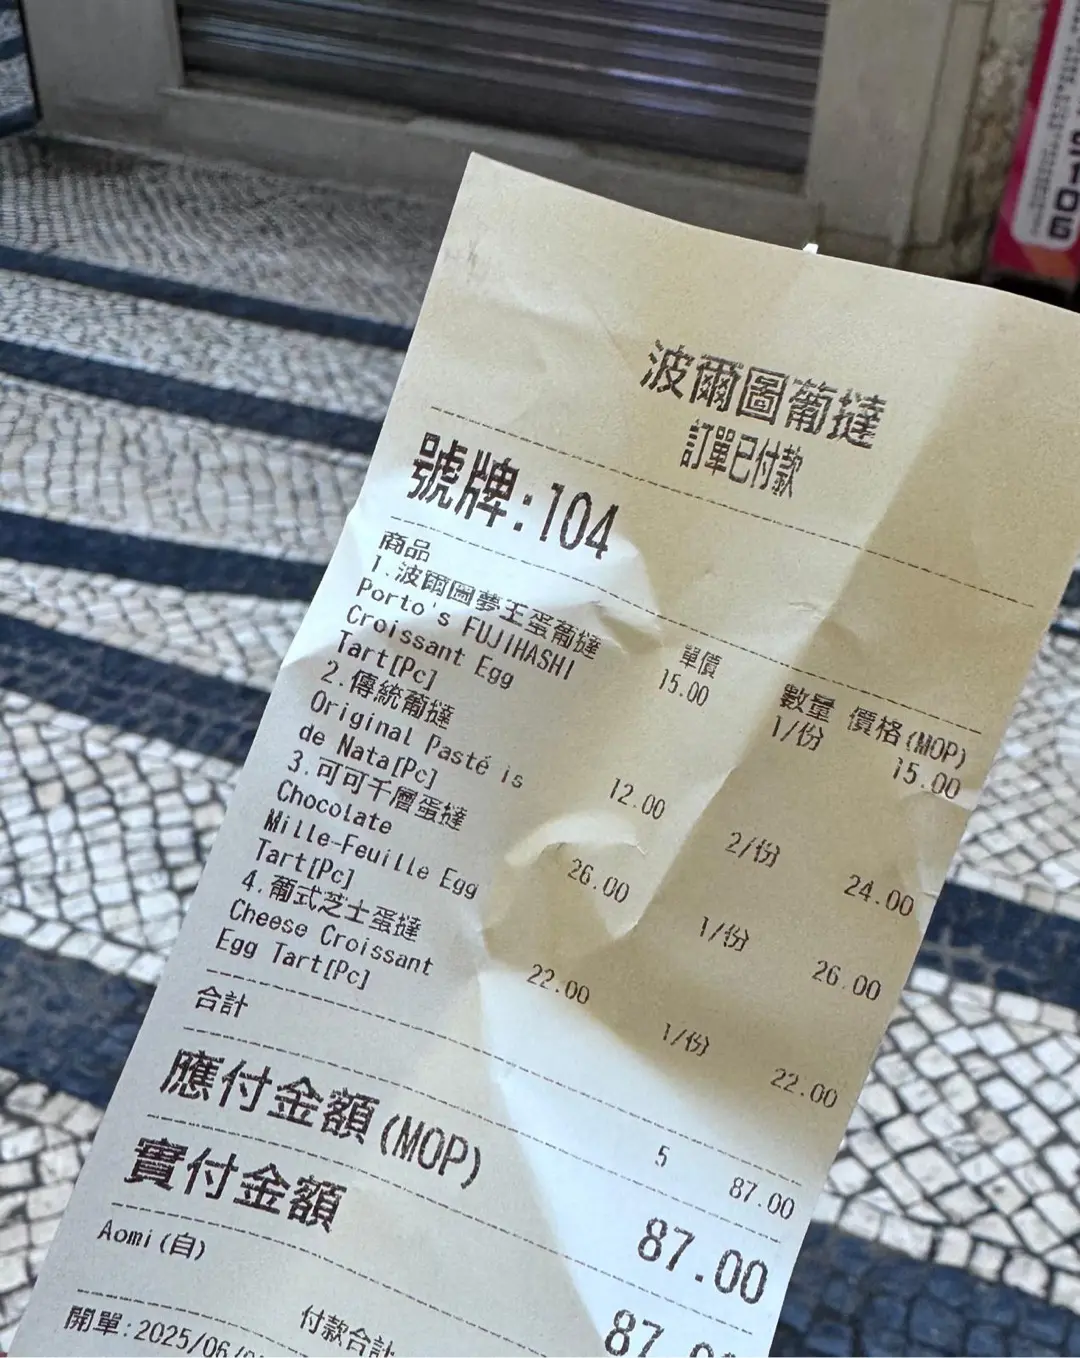 波爾圖葡撻
訂單已付款
號牌:104
商品 單價 數量 價格(MOP)
1.波爾圖夢王蛋葡撻 15.00 1/份 15.00
Porto's FUJIHASHI
Croissant Egg
Tart[Pc]
2.傳統葡撻 12.00 2/份 24.00
Original Pasté is
de Nata[Pc]
3.可可千層蛋撻 26.00 1/份 26.00
Chocolate
Mille-Feuille Egg
Tart[Pc]
4.葡式芝士蛋撻 22.00 1/份 22.00
Cheese Croissant
Egg Tart[Pc]
合計 5 87.00
應付金額(MOP) 87.00
實付金額 87.00
Aomi(自)
付款合計
開單:2025/06/